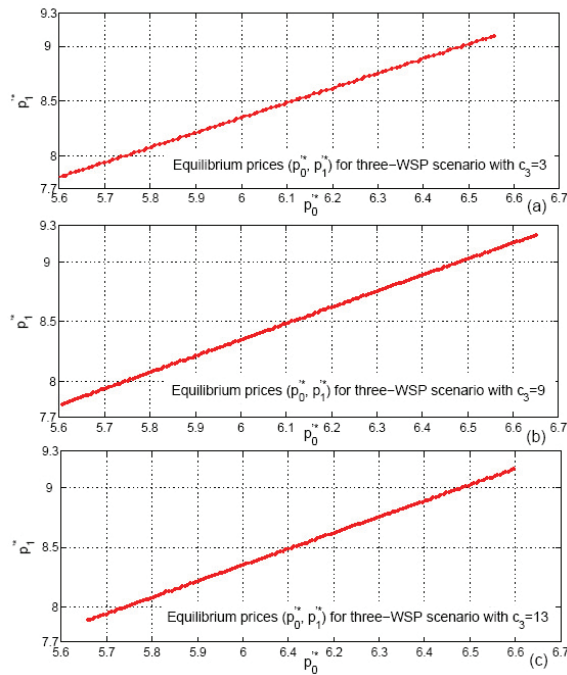 9.3
9
8.5
8
7.7
p₁'*
Equilibrium prices (p₀'*, p₁'*) for three−WSP scenario with c₃=3
5.6 5.7 5.8 5.9 6 6.1 6.2 6.3 6.4 6.5 6.6 6.7
p₀'*
(a)
9.3
9
8.5
8
7.7
p₁'*
Equilibrium prices (p₀'*, p₁'*) for three−WSP scenario with c₃=9
5.6 5.7 5.8 5.9 6 6.1 6.2 6.3 6.4 6.5 6.6 6.7
p₀'*
(b)
9.3
9
8.5
8
7.7
p₁'*
Equilibrium prices (p₀'*, p₁'*) for three−WSP scenario with c₃=13
5.6 5.7 5.8 5.9 6 6.1 6.2 6.3 6.4 6.5 6.6 6.7
p₀'*
(c)